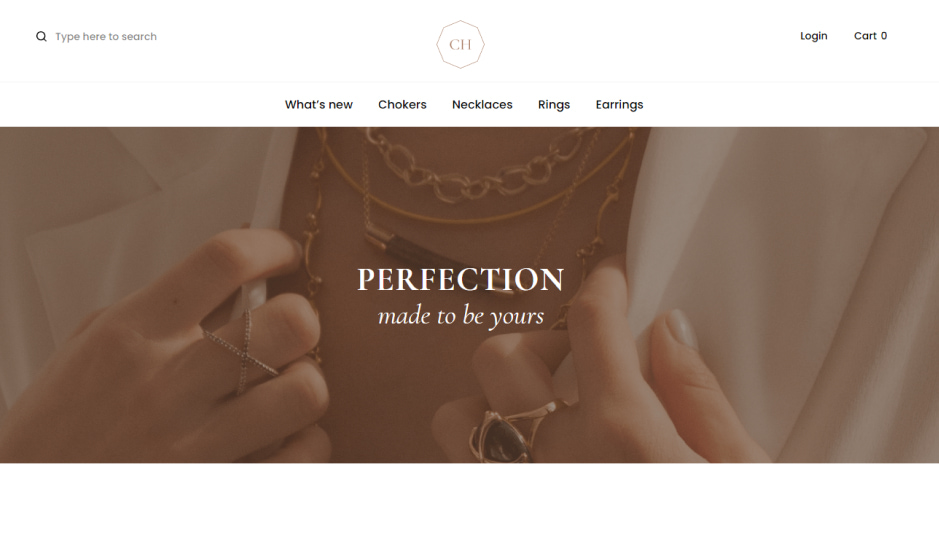 Type here to search
CH
Login
Cart 0
What's new
Chokers
Necklaces
Rings
Earrings
PERFECTION
made to be yours